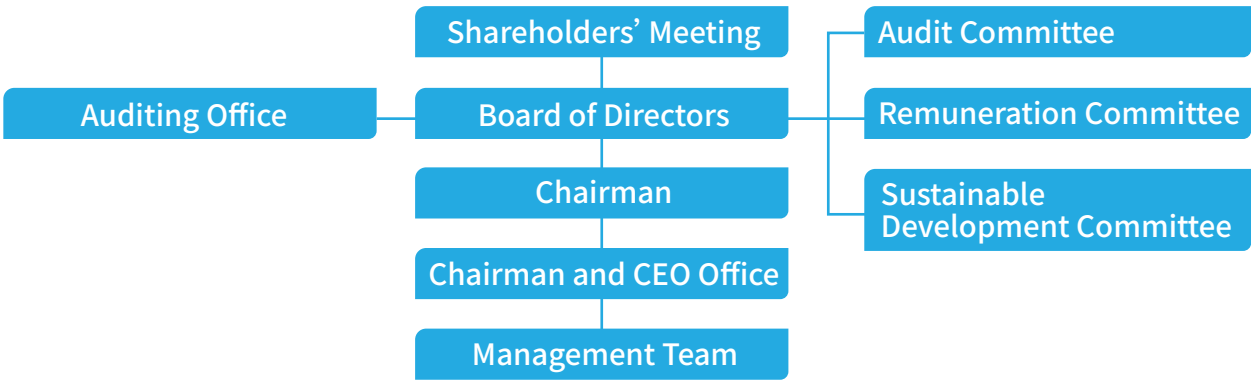 Shareholders’ Meeting
Audit Committee
Auditing Office
Board of Directors
Remuneration Committee
Chairman
Sustainable
Development Committee
Chairman and CEO Office
Management Team